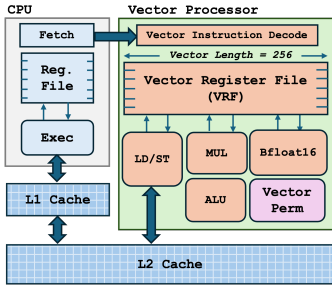 CPU
Vector Processor
Fetch
Vector Instruction Decode
Vector Length = 256
Reg.
File
Vector Register File
(VRF)
Exec
LD/ST
MUL
Bfloat16
ALU
Vector
Perm
L1 Cache
L2 Cache